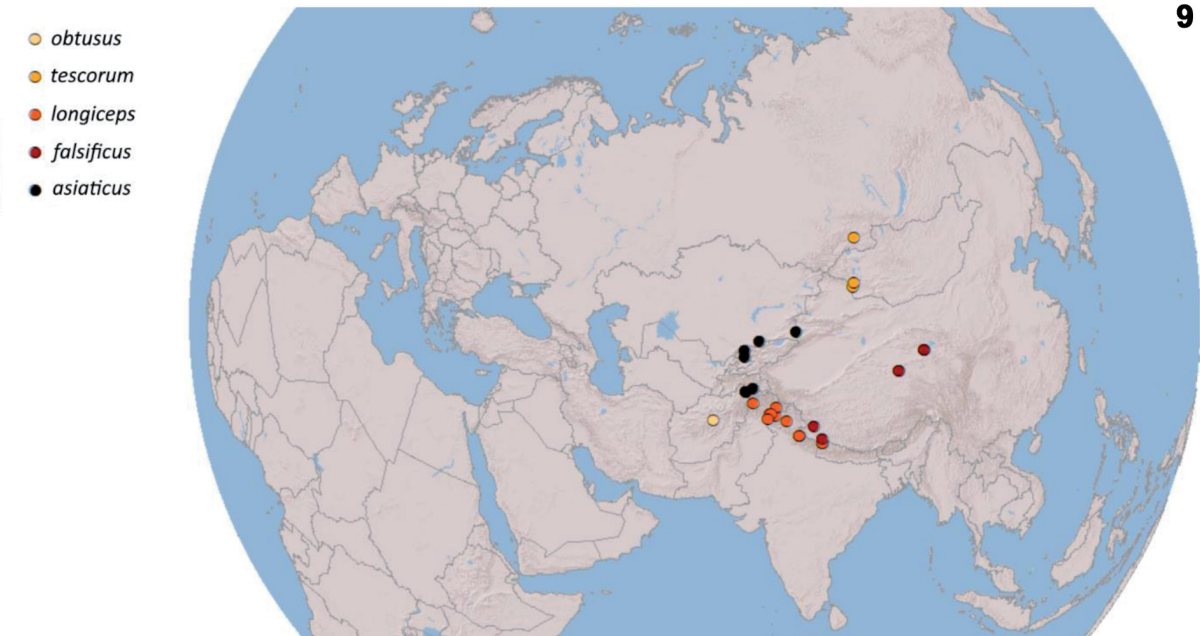 9
obtusus
tescorum
longiceps
falsificus
asiaticus